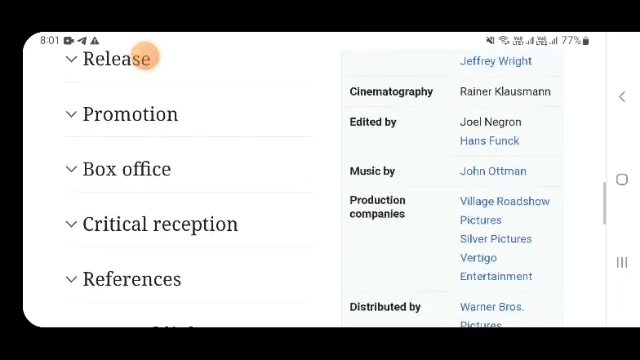 8:01
77%
Release
Promotion
Box office
Critical reception
References
Jeffrey Wright
Cinematography Rainer Klausmann
Edited by Joel Negron
Hans Funck
Music by John Ottman
Production companies Village Roadshow
Pictures
Silver Pictures
Vertigo
Entertainment
Distributed by Warner Bros.
Pictures